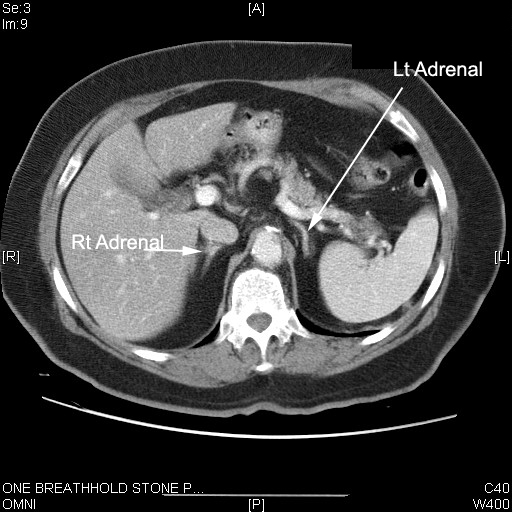 Se:3
Im:9
[A]
Lt Adrenal
Rt Adrenal
[R]
[L]
ONE BREATHHOLD STONE P...
OMNI
[P]
C40
W400